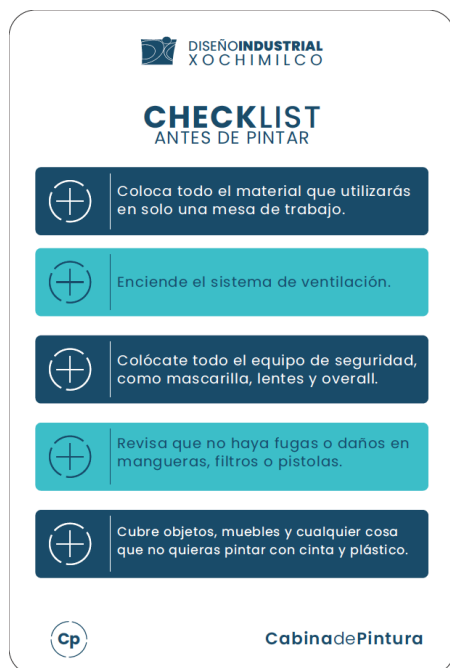 DISEÑOINDUSTRIAL
XOCHIMILCO
CHECKLIST
ANTES DE PINTAR
Coloca todo el material que utilizarás
en solo una mesa de trabajo.
Enciende el sistema de ventilación.
Colócate todo el equipo de seguridad,
como mascarilla, lentes y overall.
Revisa que no haya fugas o daños en
mangueras, filtros o pistolas.
Cubre objetos, muebles y cualquier cosa
que no quieras pintar con cinta y plástico.
Cp
CabinadePintura